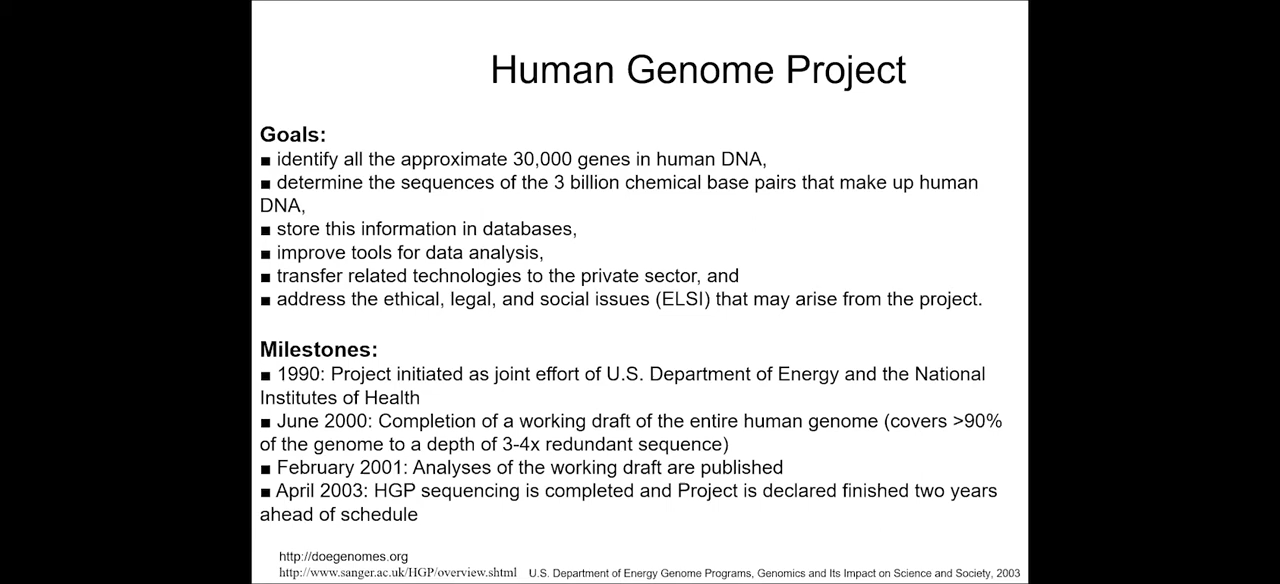 Human Genome Project
Goals:
■ identify all the approximate 30,000 genes in human DNA,
■ determine the sequences of the 3 billion chemical base pairs that make up human
DNA,
■ store this information in databases,
■ improve tools for data analysis,
■ transfer related technologies to the private sector, and
■ address the ethical, legal, and social issues (ELSI) that may arise from the project.
Milestones:
■ 1990: Project initiated as joint effort of U.S. Department of Energy and the National
Institutes of Health
■ June 2000: Completion of a working draft of the entire human genome (covers >90%
of the genome to a depth of 3-4x redundant sequence)
■ February 2001: Analyses of the working draft are published
■ April 2003: HGP sequencing is completed and Project is declared finished two years
ahead of schedule
http://doegenomes.org
http://www.sanger.ac.uk/HGP/overview.shtml U.S. Department of Energy Genome Programs, Genomics and Its Impact on Science and Society, 2003